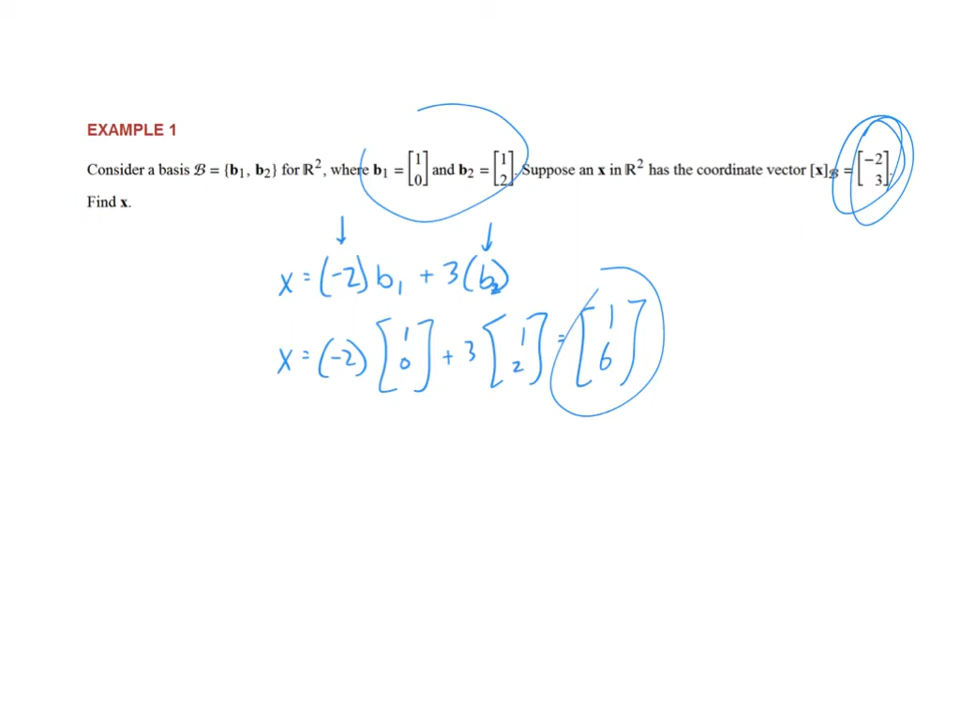 EXAMPLE 1
Consider a basis ℬ = {b₁, b₂} for ℝ², where b₁ = [1 0] and b₂ = [1 2]. Suppose an x in ℝ² has the coordinate vector [x]ℬ = [−2 3].
Find x.
x = (-2) b₁ + 3(b₂)
x = (-2) [1 0] + 3 [1 2] = [1 6]